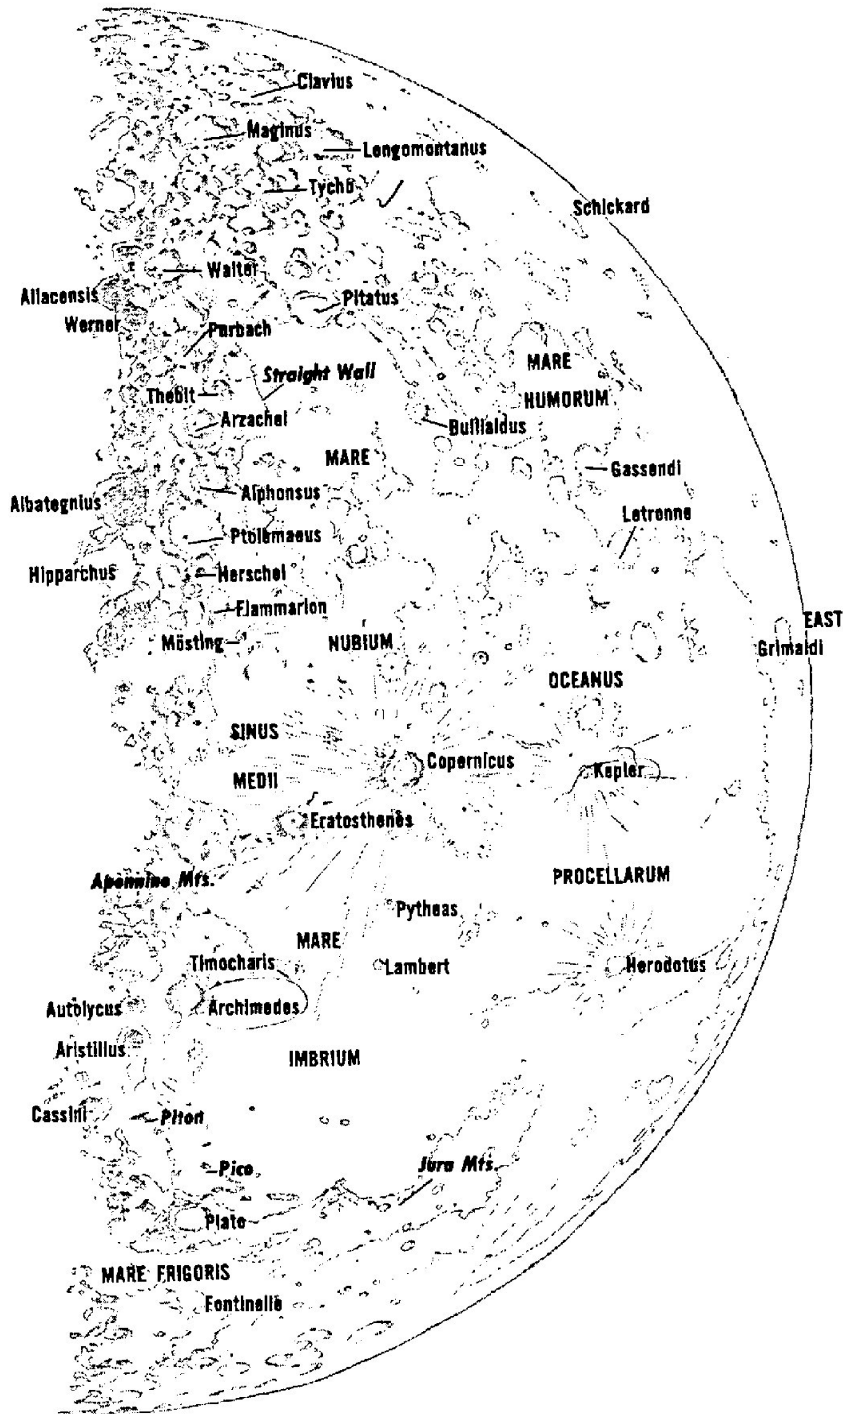 Clavius
Maginus
Longomontanus
Tycho
Schickard
Walter
Aliacensis
Pitatus
Werner
Purbach
MARE
Straight Wall
Thebit
HUMORUM
Arzachel
Bullialdus
MARE
Gassendi
Alphonsus
Albategnius
Letronne
Ptolemaeus
Hipparchus
Herschel
Flammarion
EAST
Mösting
NUBIUM
Grimaldi
OCEANUS
SINUS
Copernicus
Kepler
MEDII
Eratosthenes
PROCELLARUM
Apennine Mts.
Pytheas
MARE
Timocharis
Lambert
Herodotus
Autolycus
Archimedes
Aristillus
IMBRIUM
Cassini
Piton
Pico
Jura Mts.
Plato
MARE FRIGORIS
Fontinelle